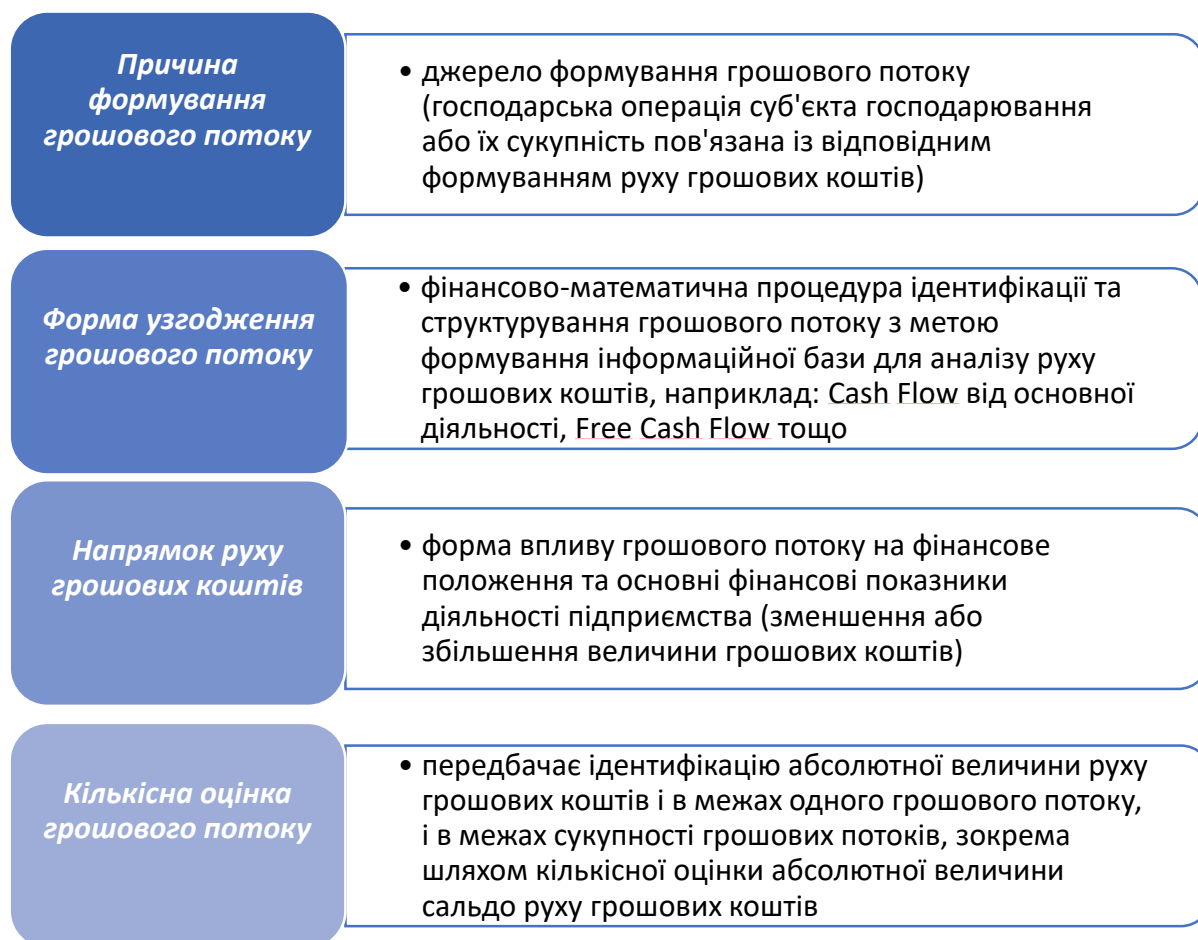 Причина
формування
грошового потоку
• джерело формування грошового потоку
(господарська операція суб'єкта господарювання
або їх сукупність пов'язана із відповідним
формуванням руху грошових коштів)
Форма узгодження
грошового потоку
• фінансово-математична процедура ідентифікації та
структурування грошового потоку з метою
формування інформаційної бази для аналізу руху
грошових коштів, наприклад: Cash Flow від основної
діяльності, Free Cash Flow тощо
Напрямок руху
грошових коштів
• форма впливу грошового потоку на фінансове
положення та основні фінансові показники
діяльності підприємства (зменшення або
збільшення величини грошових коштів)
Кількісна оцінка
грошового потоку
• передбачає ідентифікацію абсолютної величини руху
грошових коштів і в межах одного грошового потоку,
і в межах сукупності грошових потоків, зокрема
шляхом кількісної оцінки абсолютної величини
сальдо руху грошових коштів